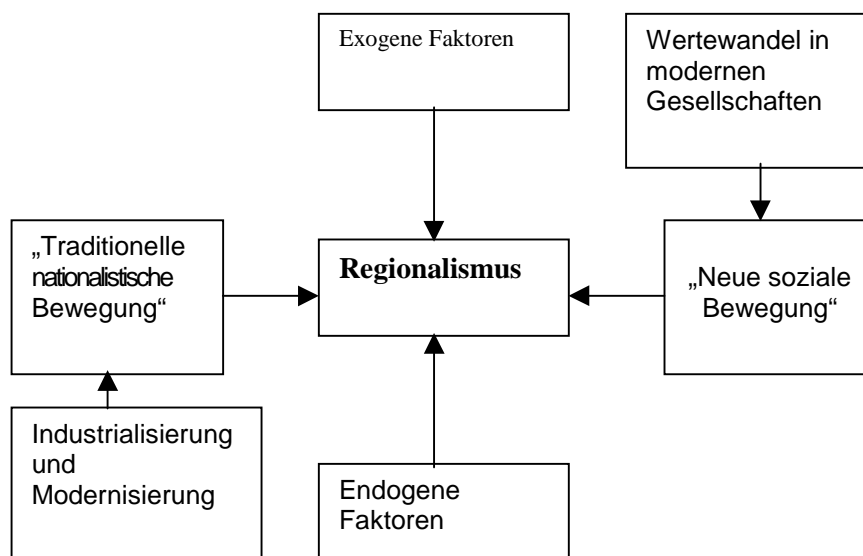 Exogene Faktoren
Wertewandel in
modernen
Gesellschaften
„Traditionelle
nationalistische
Bewegung“
Regionalismus
„Neue soziale
Bewegung“
Industrialisierung
und
Modernisierung
Endogene
Faktoren